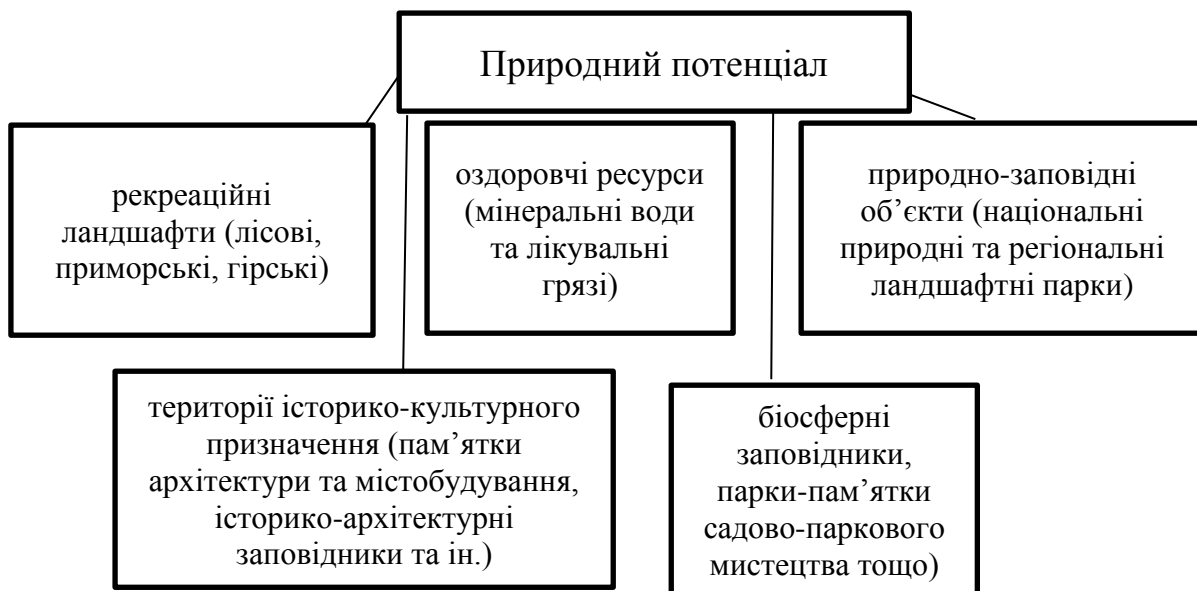 Природний потенціал
рекреаційні
ландшафти (лісові,
приморські, гірські)
оздоровчі ресурси
(мінеральні води
та лікувальні
грязі)
природно-заповідні
об’єкти (національні
природні та регіональні
ландшафтні парки)
території історико-культурного
призначення (пам’ятки
архітектури та містобудування,
історико-архітектурні
заповідники та ін.)
біосферні
заповідники,
парки-пам’ятки
садово-паркового
мистецтва тощо)